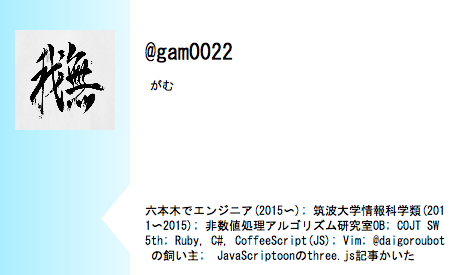 我無
@gam0022
がむ
六本木でエンジニア(2015〜); 筑波大学情報科学類(201
1〜2015); 非数値処理アルゴリズム研究室OB; COJT SW
5th; Ruby, C#, CoffeeScript(JS); Vim; @daigoroubot
の飼い主; JavaScriptoonのthree.js記事かいた